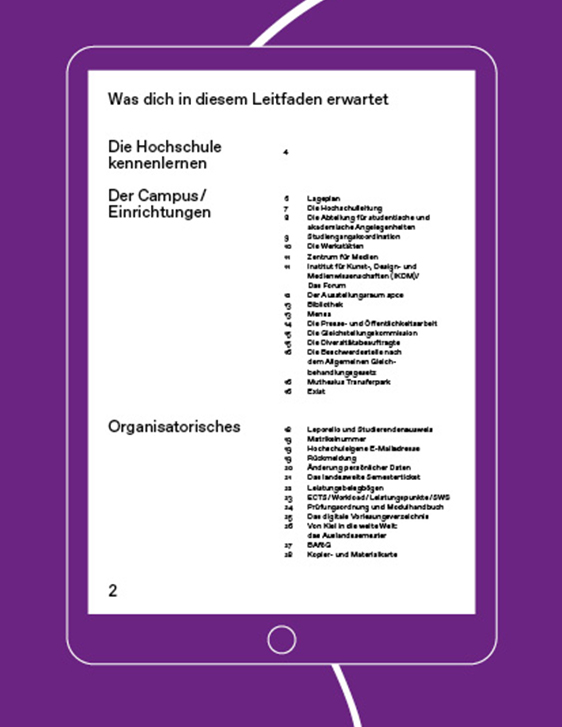 Was dich in diesem Leitfaden erwartet
Die Hochschule
kennenlernen
4
Der Campus/
Einrichtungen
6 Lageplan
7 Die Hochschulleitung
8 Die Abteilung für studentische und
akademische Angelegenheiten
9 Studiengangskoordination
10 Die Werkstätten
11 Zentrum für Medien
11 Institut für Kunst-, Design- und
Medienwissenschaften (IKDM)/
Das Forum
12 Der Ausstellungsraum spce
13 Bibliothek
13 Mensa
14 Die Presse- und Öffentlichkeitsarbeit
15 Die Gleichstellungskommission
15 Die Diversitätsbeauftragte
16 Die Beschwerdestelle nach
dem Allgemeinen Gleich-
behandlungsgesetz
16 Muthesius Transferpark
16 Exist
Organisatorisches
18 Leporello und Studierendenausweis
19 Matrikelnummer
19 Hochschuleigene E-Mailadresse
19 Rückmeldung
20 Änderung persönlicher Daten
21 Das landesweite Semesterticket
22 Leistungsbelegbögen
23 ECTS/Workload/Leistungspunkte/SWS
24 Prüfungsordnung und Modulhandbuch
25 Das digitale Vorlesungsverzeichnis
26 Von Kiel in die weite Welt:
das Auslandssemester
27 BAföG
28 Kopier- und Materialkarte
2